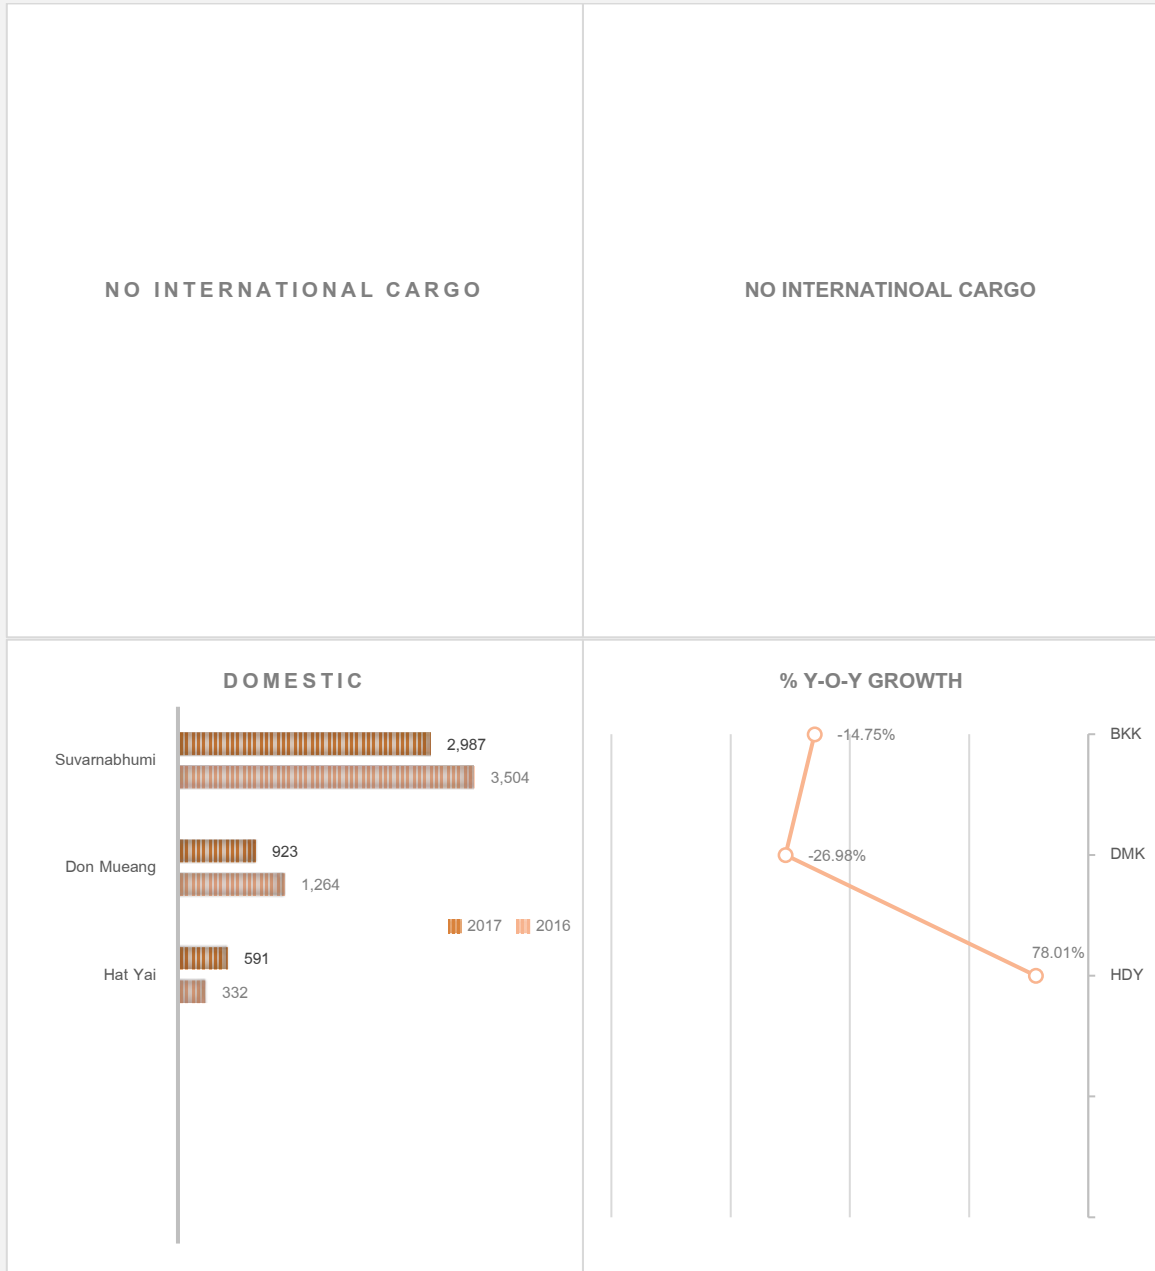 NO INTERNATIONAL CARGO
NO INTERNATINOAL CARGO
DOMESTIC
Suvarnabhumi
2,987
3,504
Don Mueang
923
1,264
2017 2016
Hat Yai
591
332
% Y-O-Y GROWTH
-14.75%
BKK
-26.98%
DMK
78.01%
HDY